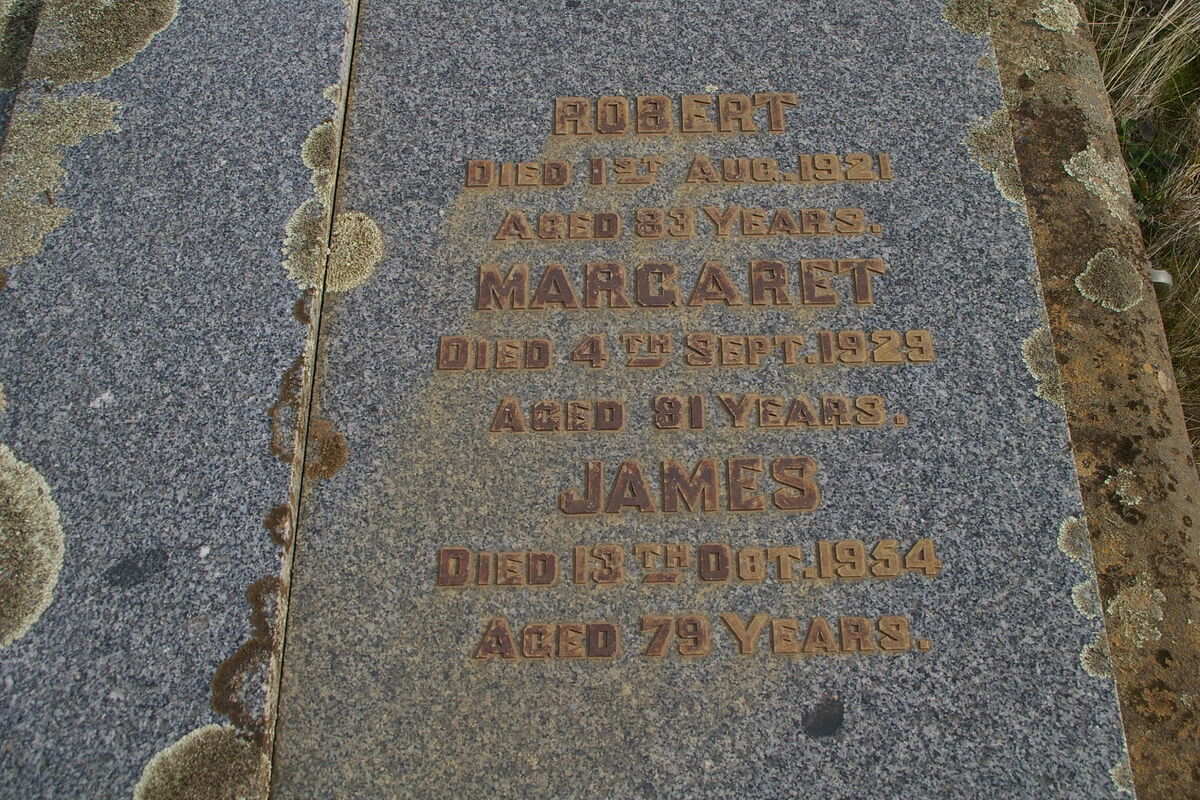 ROBERT
DIED 1ST AUG. 1921
AGED 83 YEARS.
MARGARET
DIED 4TH SEPT. 1929
AGED 81 YEARS.
JAMES
DIED 13TH OCT. 1954
AGED 79 YEARS.